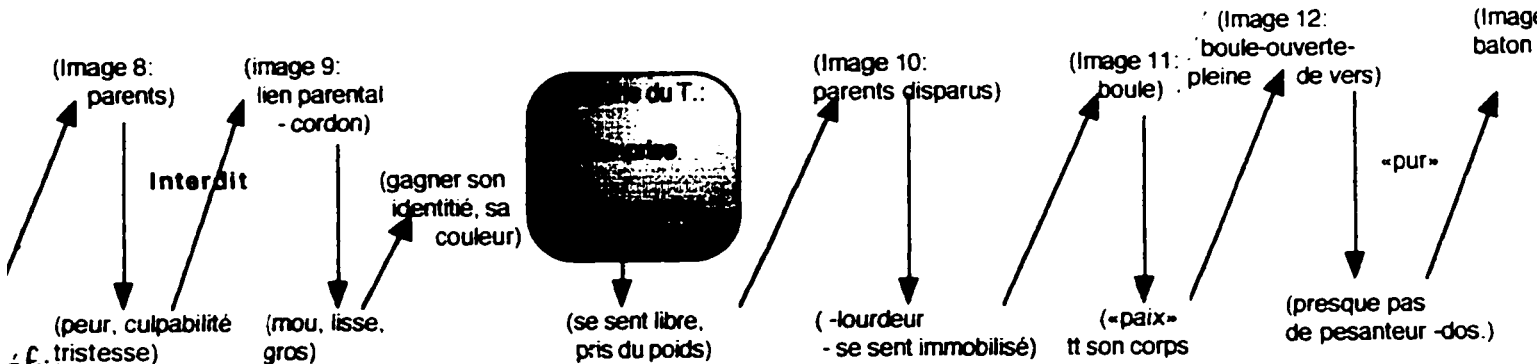 (Image 8:
parents)
(image 9:
lien parental
- cordon)
Interdit
(gagner son
identitié, sa
couleur)
du T.:
prise
(Image 10:
parents disparus)
(Image 11:
boule)
(Image 12:
boule-ouverte-
pleine de vers)
«pur»
(Image
baton
(peur, culpabilité
tristesse)
(mou, lisse,
gros)
(se sent libre,
pris du poids)
( -lourdeur
- se sent immobilisé)
(«paix»
tt son corps
(presque pas
de pesanteur -dos.)